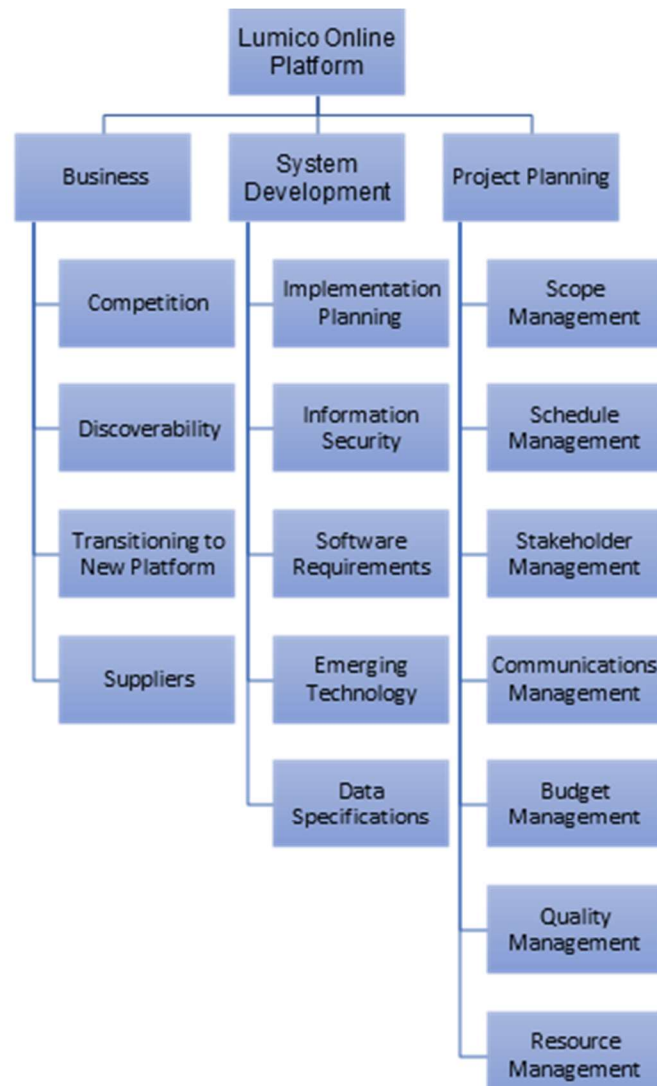 Lumico Online
Platform
Business
System
Development
Project Planning
Competition
Discoverability
Transitioning to
New Platform
Suppliers
Implementation
Planning
Information
Security
Software
Requirements
Emerging
Technology
Data
Specifications
Scope
Management
Schedule
Management
Stakeholder
Management
Communications
Management
Budget
Management
Quality
Management
Resource
Management